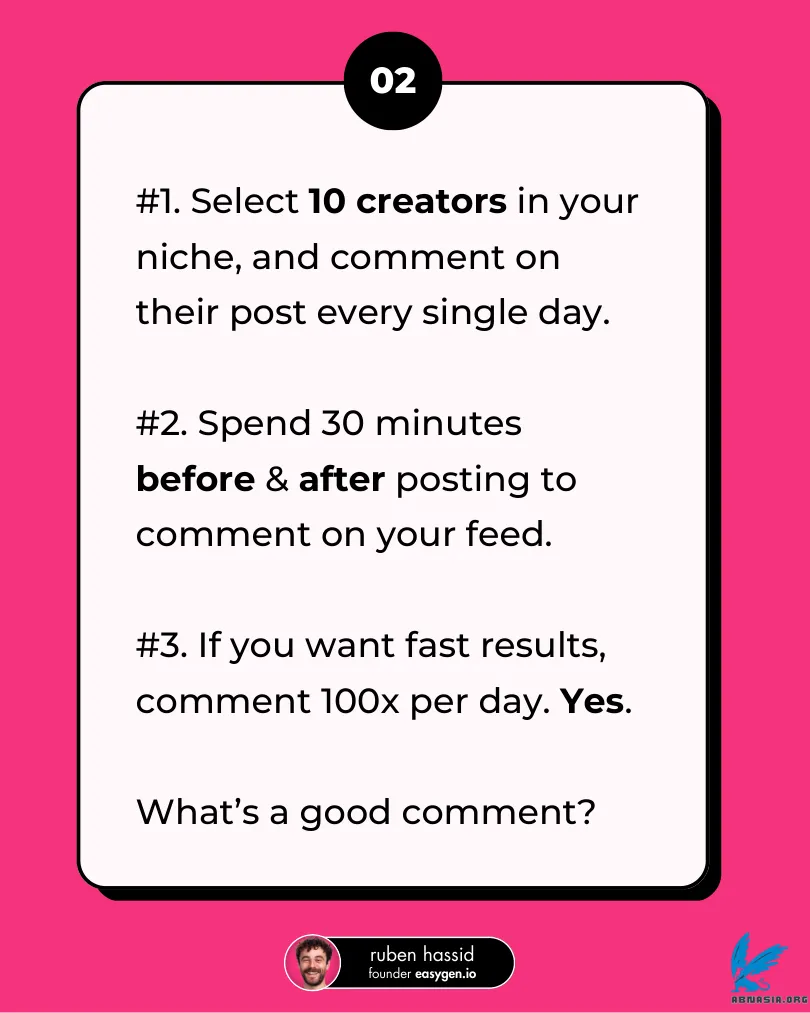 02
#1. Select 10 creators in your
niche, and comment on
their post every single day.
#2. Spend 30 minutes
before & after posting to
comment on your feed.
#3. If you want fast results,
comment 100x per day. Yes.
What's a good comment?
ruben hassid
founder easygen.io
ABNASIA.ORG